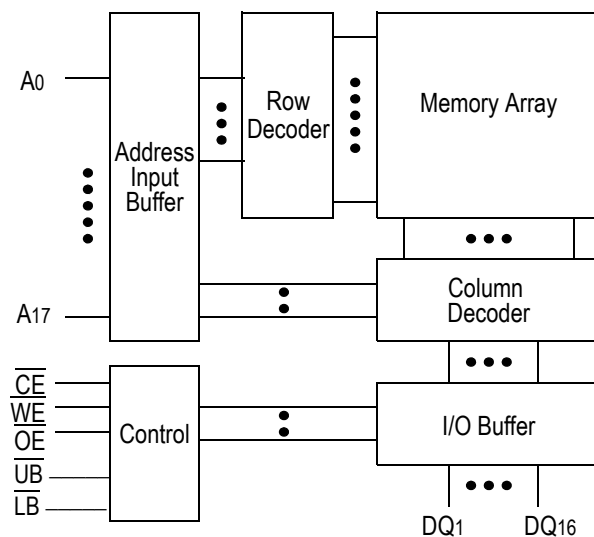 A0
Address
Input
Buffer
Row
Decoder
Memory Array
A17
Column
Decoder
CE
WE
OE
UB
LB
Control
I/O Buffer
DQ1
DQ16